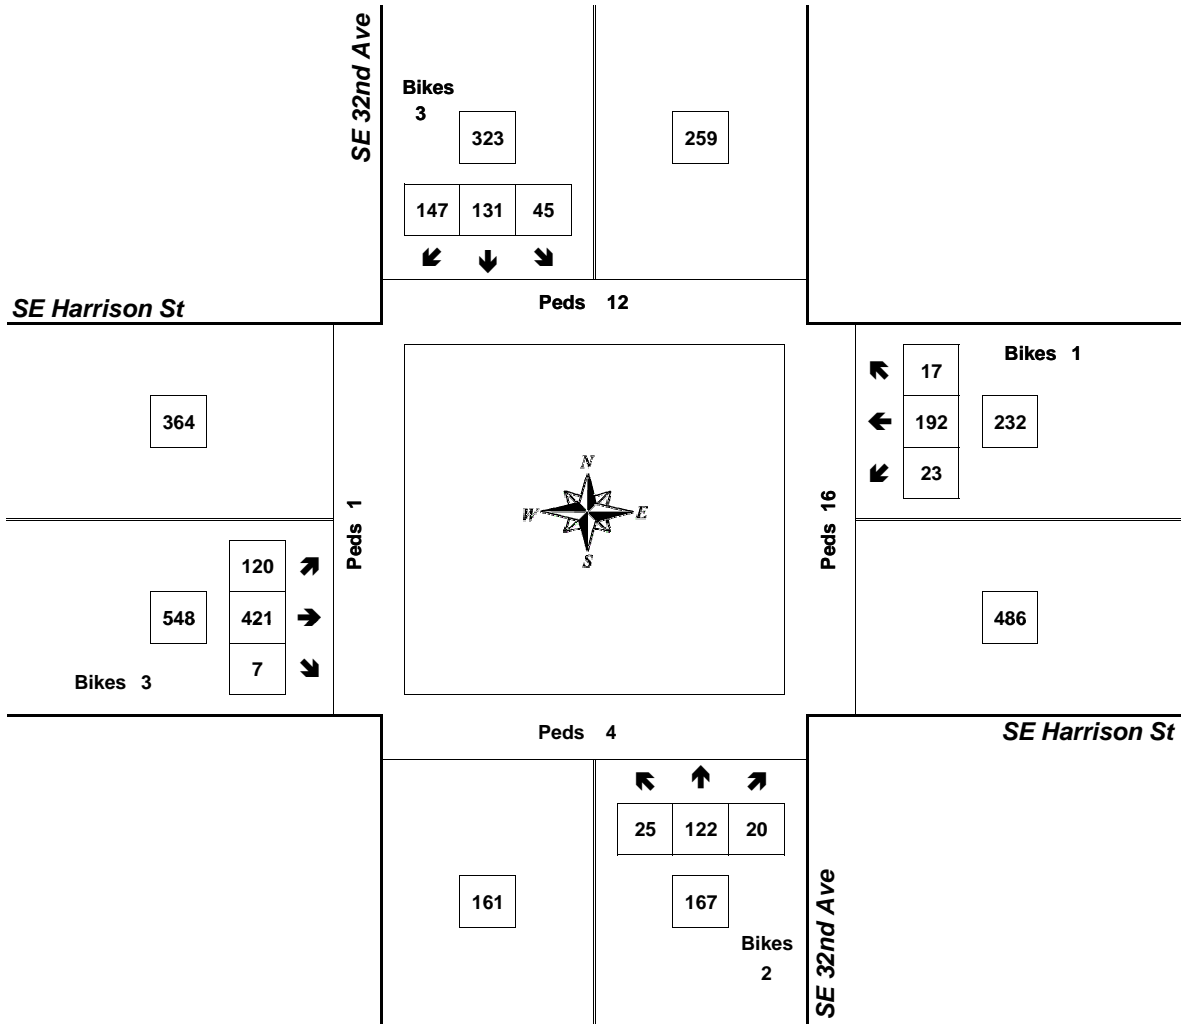 SE 32nd Ave
Bikes
3
323
259
147 131 45
Peds 12
SE Harrison St
Bikes 1
17
364
192 232
23
N
W E
S
Peds 1
Peds 16
120
548 421
486
7
Bikes 3
SE Harrison St
Peds 4
25 122 20
161
167
SE 32nd Ave
Bikes
2